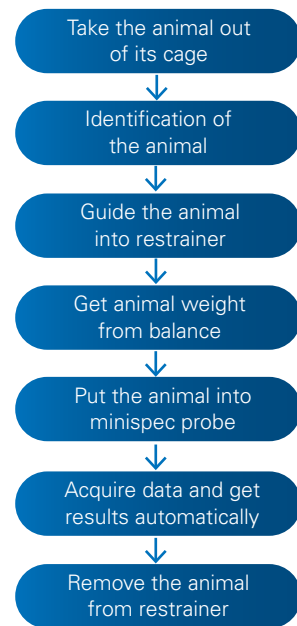 Take the animal out
of its cage
Identification of
the animal
Guide the animal
into restrainer
Get animal weight
from balance
Put the animal into
minispec probe
Acquire data and get
results automatically
Remove the animal
from restrainer